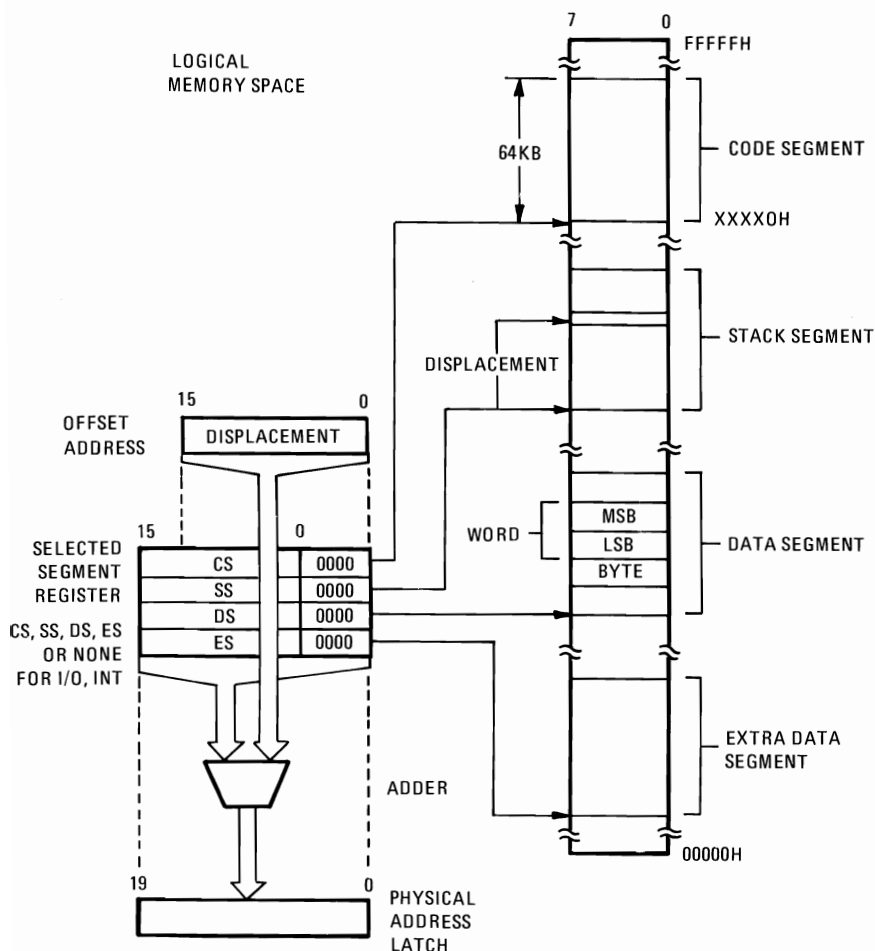 7 0
FFFFFH
LOGICAL
MEMORY SPACE
64KB
CODE SEGMENT
XXXX0H
STACK SEGMENT
DISPLACEMENT
15 0
OFFSET
ADDRESS
DISPLACEMENT
15 0
SELECTED
SEGMENT
REGISTER
CS, SS, DS, ES
OR NONE
FOR I/O, INT
CS 0000
SS 0000
DS 0000
ES 0000
WORD
MSB
LSB
BYTE
DATA SEGMENT
EXTRA DATA
SEGMENT
ADDER
00000H
19 0
PHYSICAL
ADDRESS
LATCH